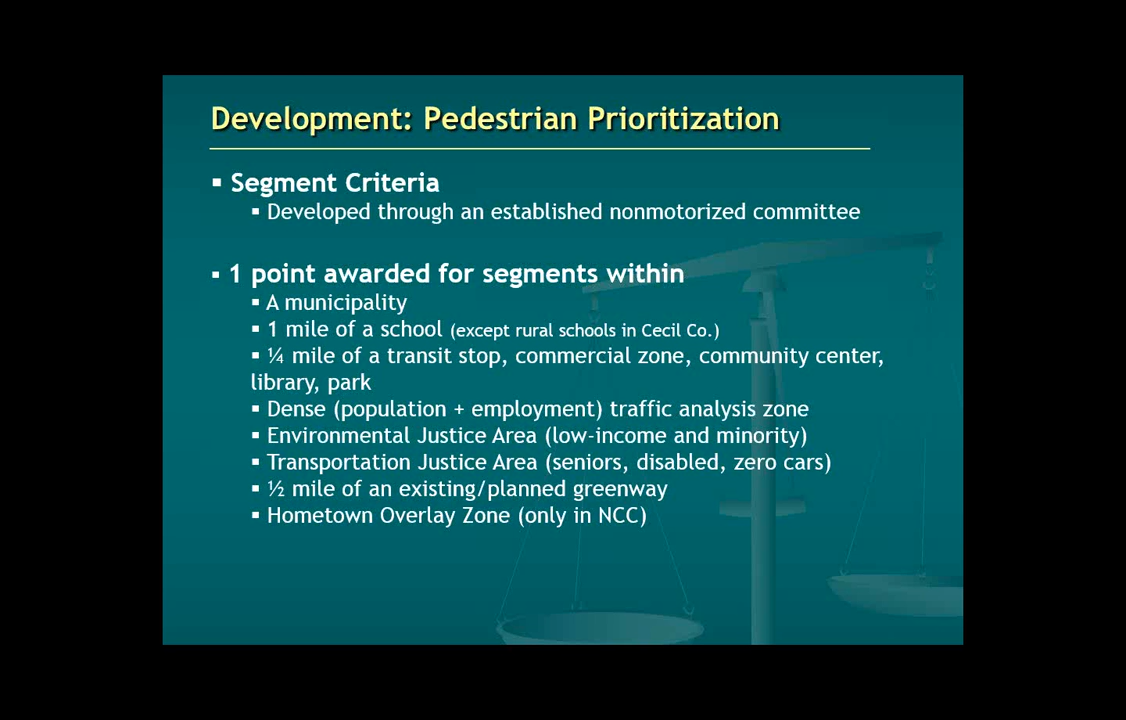 Development: Pedestrian Prioritization
▪ Segment Criteria
▪ Developed through an established nonmotorized committee
▪ 1 point awarded for segments within
▪ A municipality
▪ 1 mile of a school (except rural schools in Cecil Co.)
▪ ¼ mile of a transit stop, commercial zone, community center,
library, park
▪ Dense (population + employment) traffic analysis zone
▪ Environmental Justice Area (low-income and minority)
▪ Transportation Justice Area (seniors, disabled, zero cars)
▪ ½ mile of an existing/planned greenway
▪ Hometown Overlay Zone (only in NCC)